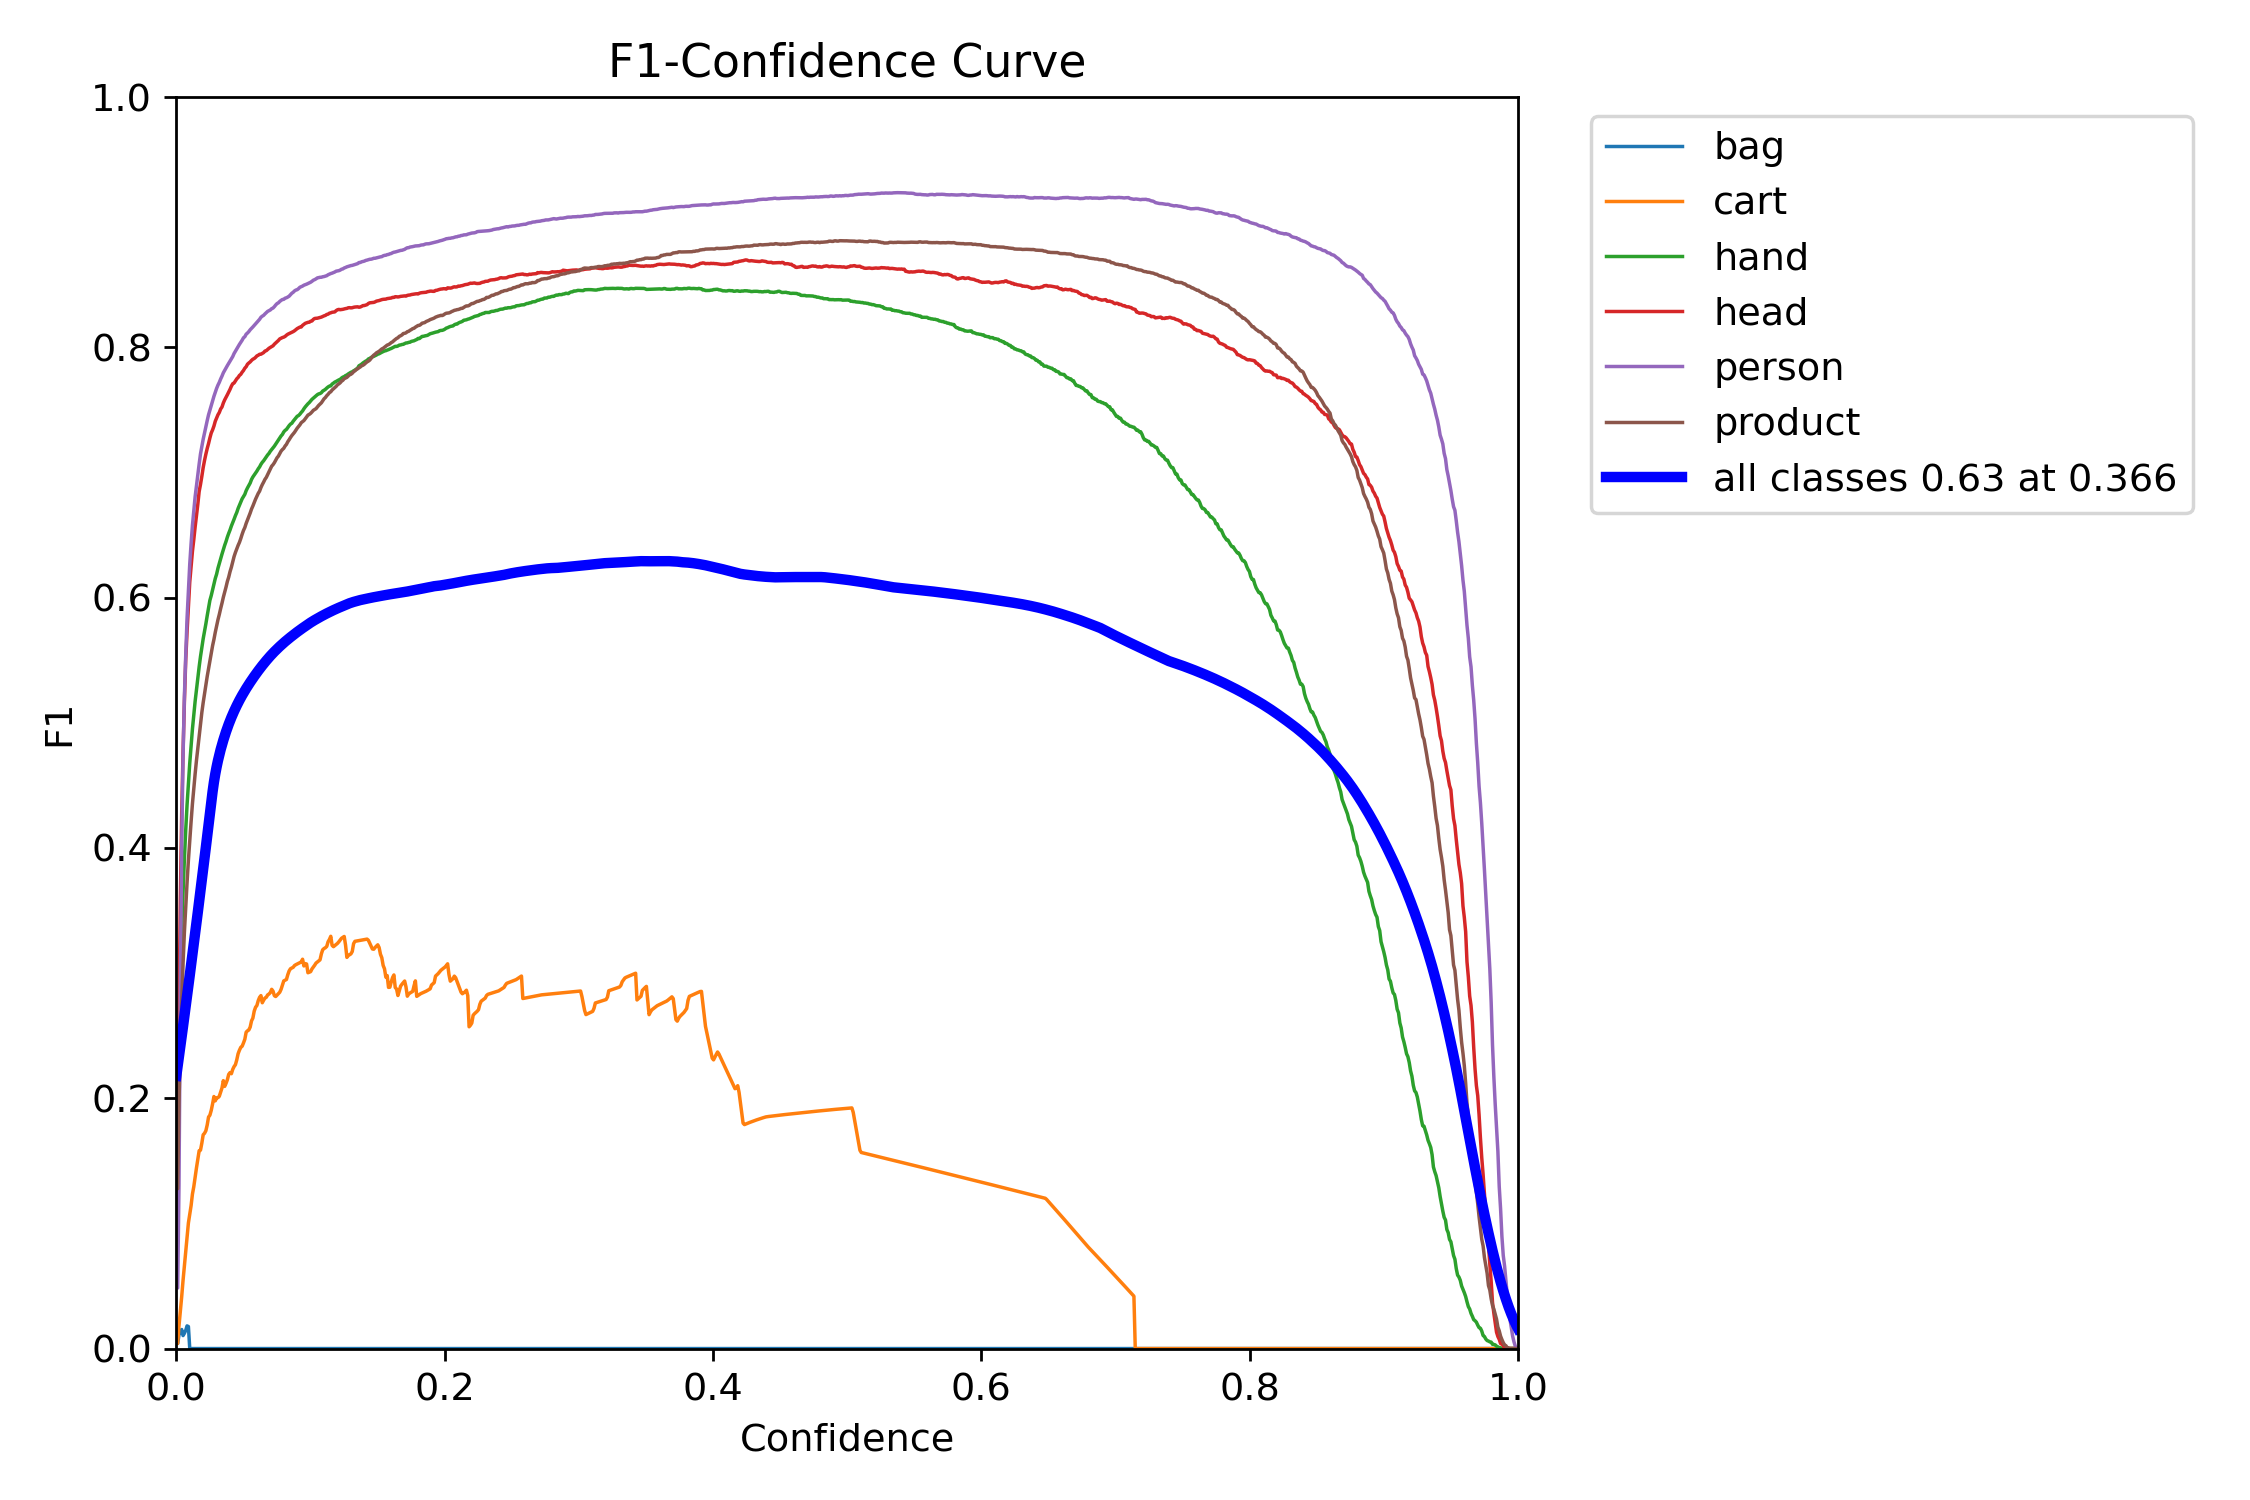 F1-Confidence Curve
1.0
0.8
0.6
0.4
0.2
0.0
F1
0.0 0.2 0.4 0.6 0.8 1.0
Confidence
bag
cart
hand
head
person
product
all classes 0.63 at 0.366